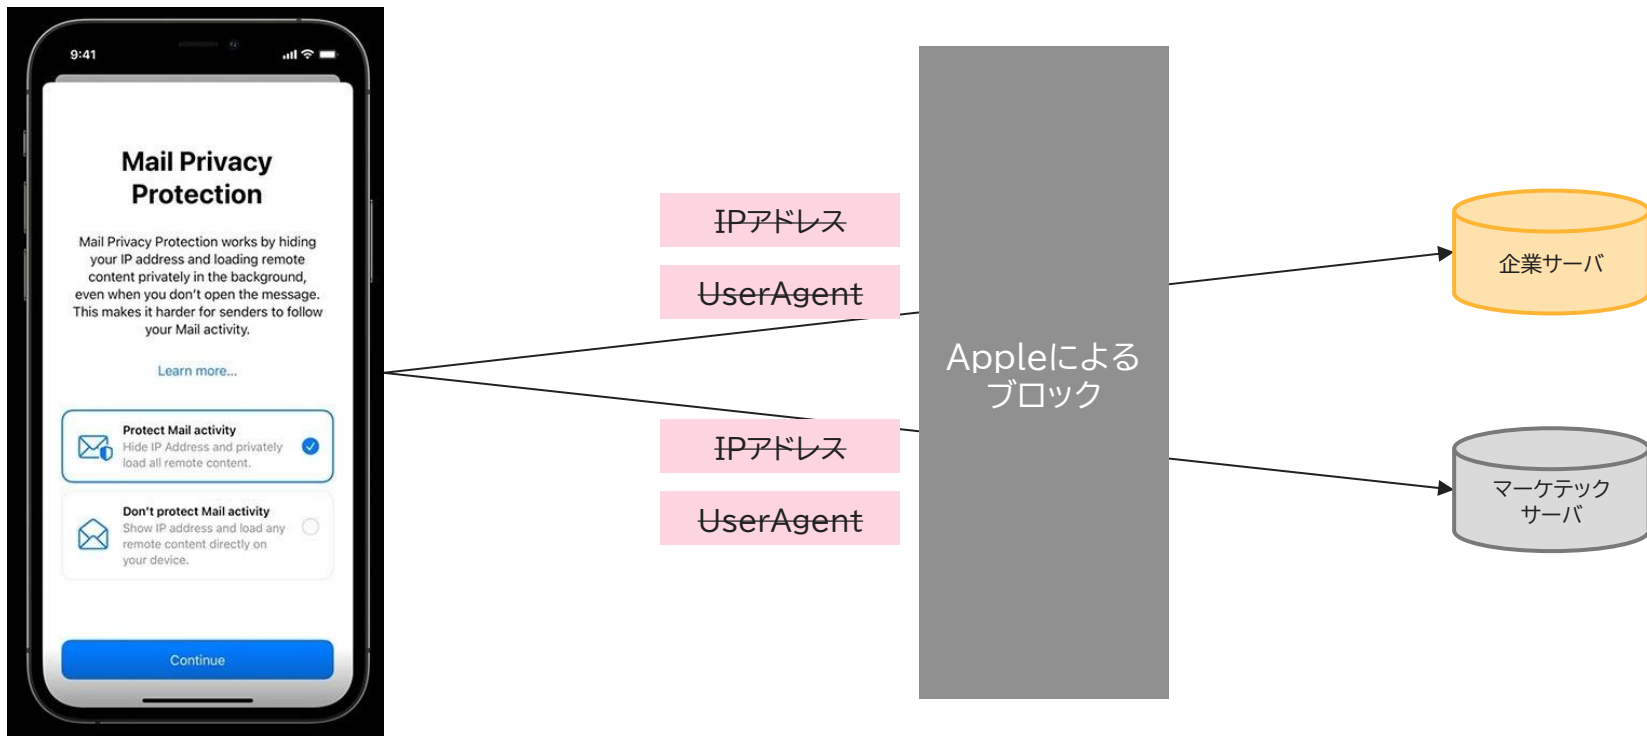 9:41
Mail Privacy
Protection
Mail Privacy Protection works by hiding
your IP address and loading remote
content privately in the background,
even when you don't open the message.
This makes it harder for senders to follow
your Mail activity.
Learn more...
Protect Mail activity
Hide IP Address and privately
load all remote content.
Don't protect Mail activity
Show IP address and load any
remote content directly on
your device.
Continue
IPアドレス
UserAgent
IPアドレス
UserAgent
Appleによる
ブロック
企業サーバ
マーケテック
サーバ